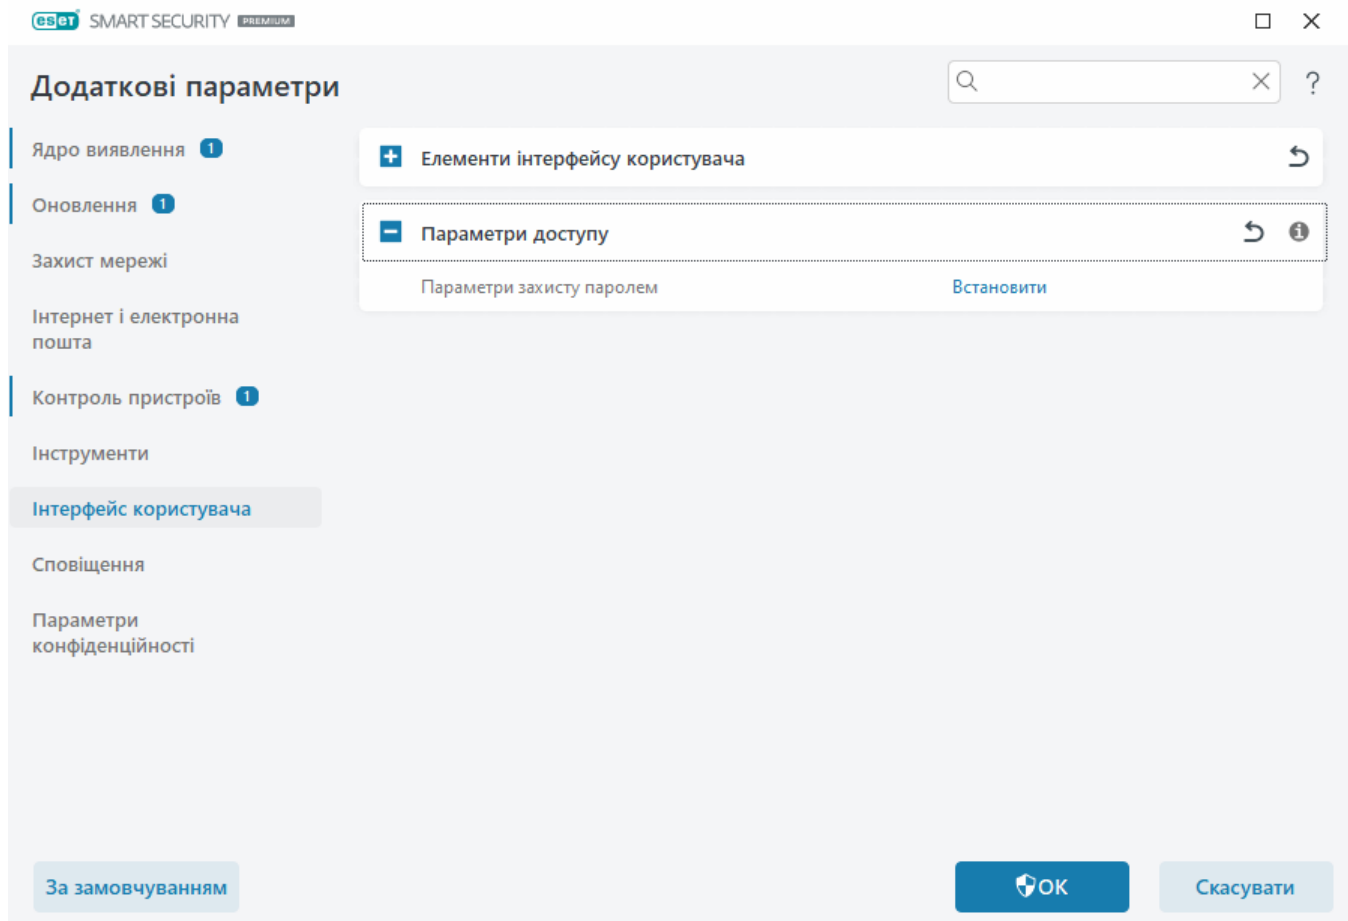 eset SMART SECURITY PREMIUM
Додаткові параметри
?
Ядро виявлення 1
Оновлення 1
Захист мережі
Інтернет і електронна
пошта
Контроль пристроїв 1
Інструменти
Інтерфейс користувача
Сповіщення
Параметри
конфіденційності
Елементи інтерфейсу користувача
Параметри доступу
Параметри захисту паролем Встановити
За замовчуванням
ОК
Скасувати